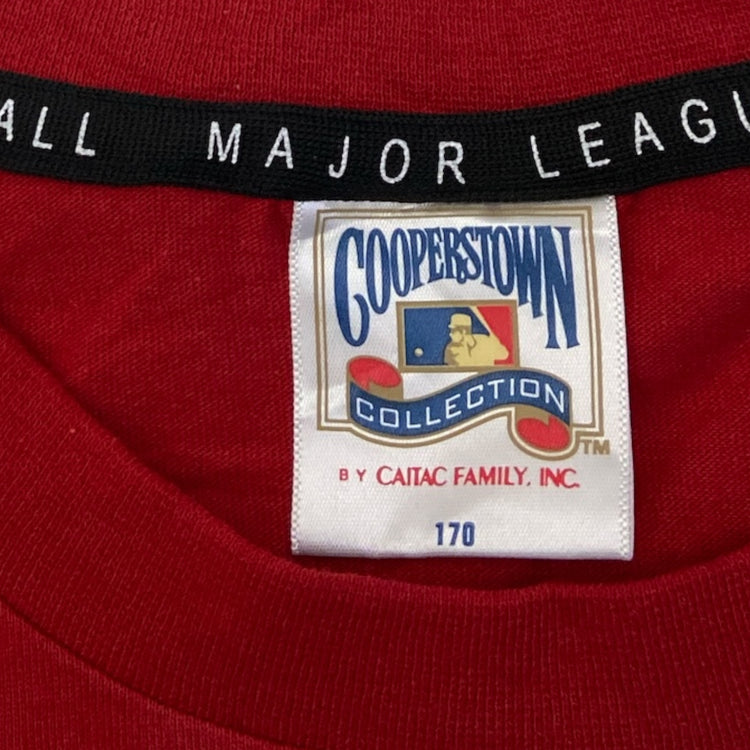 ALL MAJOR LEAGU
COOPERSTOWN
COLLECTION
TM
BY CAITAC FAMILY, INC.
170